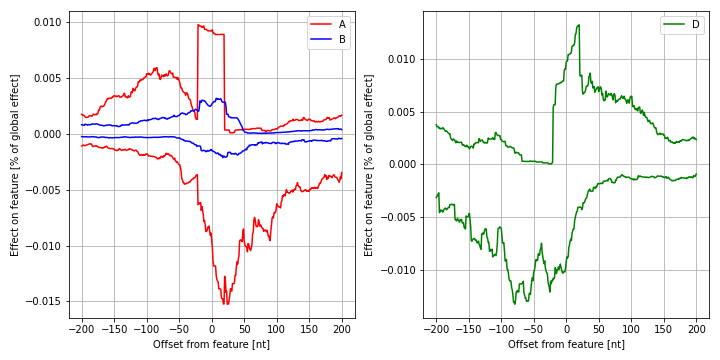 A
B
0.010
0.005
0.000
−0.005
−0.010
−0.015
Effect on feature [% of global effect]
−200 −150 −100 −50 0 50 100 150 200
Offset from feature [nt]
D
0.010
0.005
0.000
−0.005
−0.010
Effect on feature [% of global effect]
−200 −150 −100 −50 0 50 100 150 200
Offset from feature [nt]